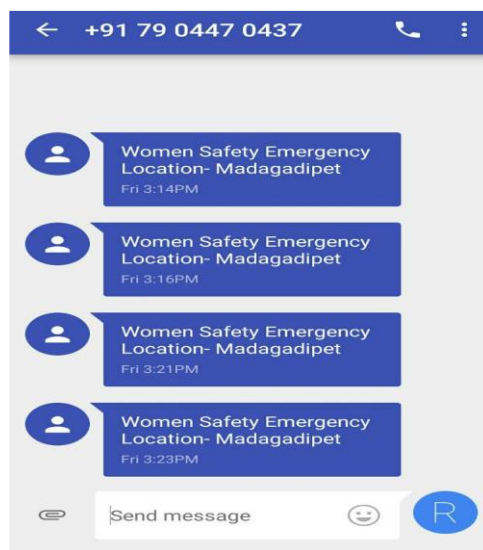 +91 79 0447 0437
Women Safety Emergency
Location- Madagadipet
Fri 3:14PM
Women Safety Emergency
Location- Madagadipet
Fri 3:16PM
Women Safety Emergency
Location- Madagadipet
Fri 3:21PM
Women Safety Emergency
Location- Madagadipet
Fri 3:23PM
Send message
R